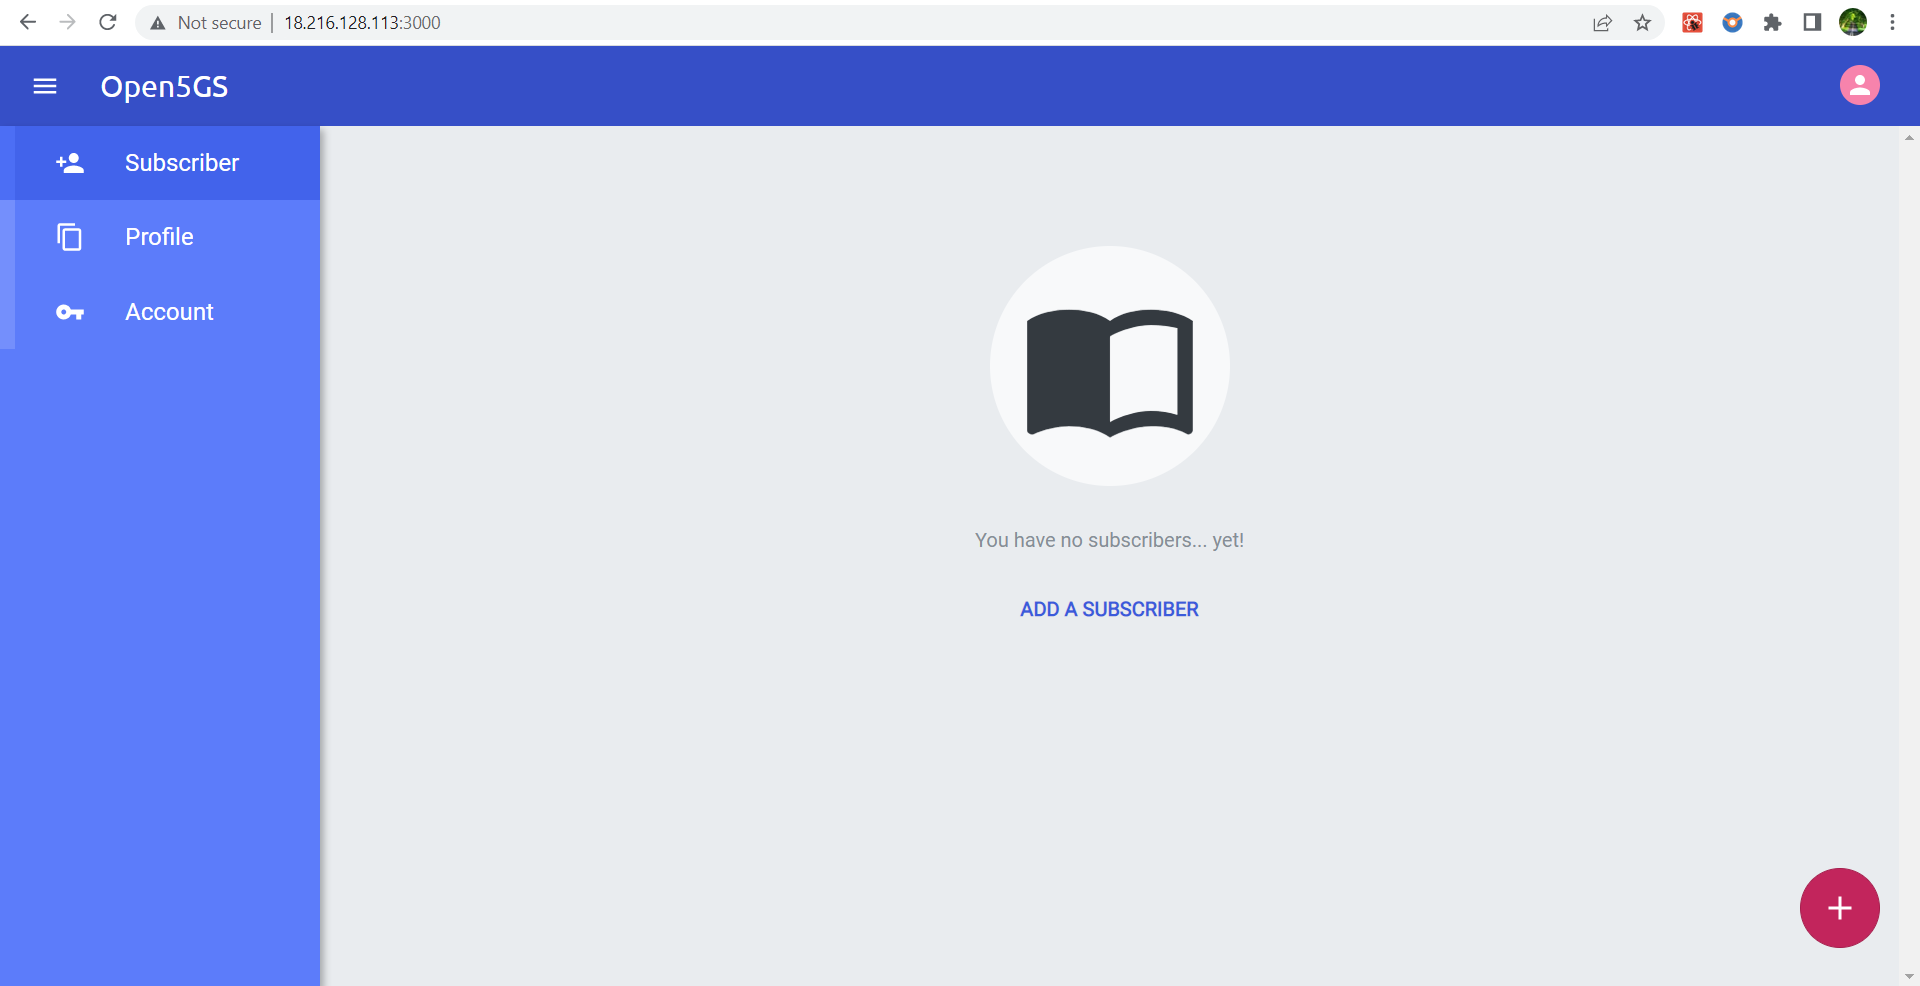 Not secure
18.216.128.113:3000
Open5GS
Subscriber
Profile
Account
You have no subscribers... yet!
ADD A SUBSCRIBER